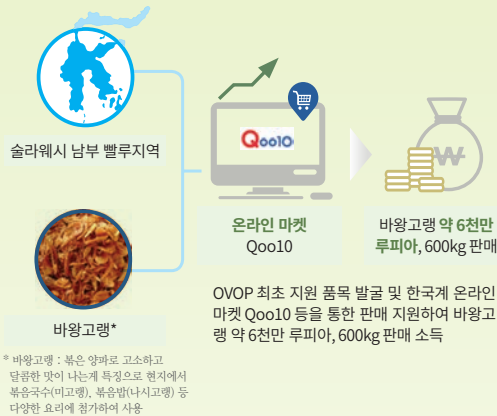 술라웨시 남부 빨루지역
바왕고랭*
* 바왕고랭 : 볶은 양파로 고소하고
달콤한 맛이 나는게 특징으로 현지에서
볶음국수(미고랭), 볶음밥(나시고랭) 등
다양한 요리에 첨가하여 사용
Qoo10
온라인 마켓
Qoo10
₩
바왕고랭 약 6천만
루피아, 600kg 판매
OVOP 최초 지원 품목 발굴 및 한국계 온라인
마켓 Qoo10 등을 통한 판매 지원하여 바왕고
랭 약 6천만 루피아, 600kg 판매 소득